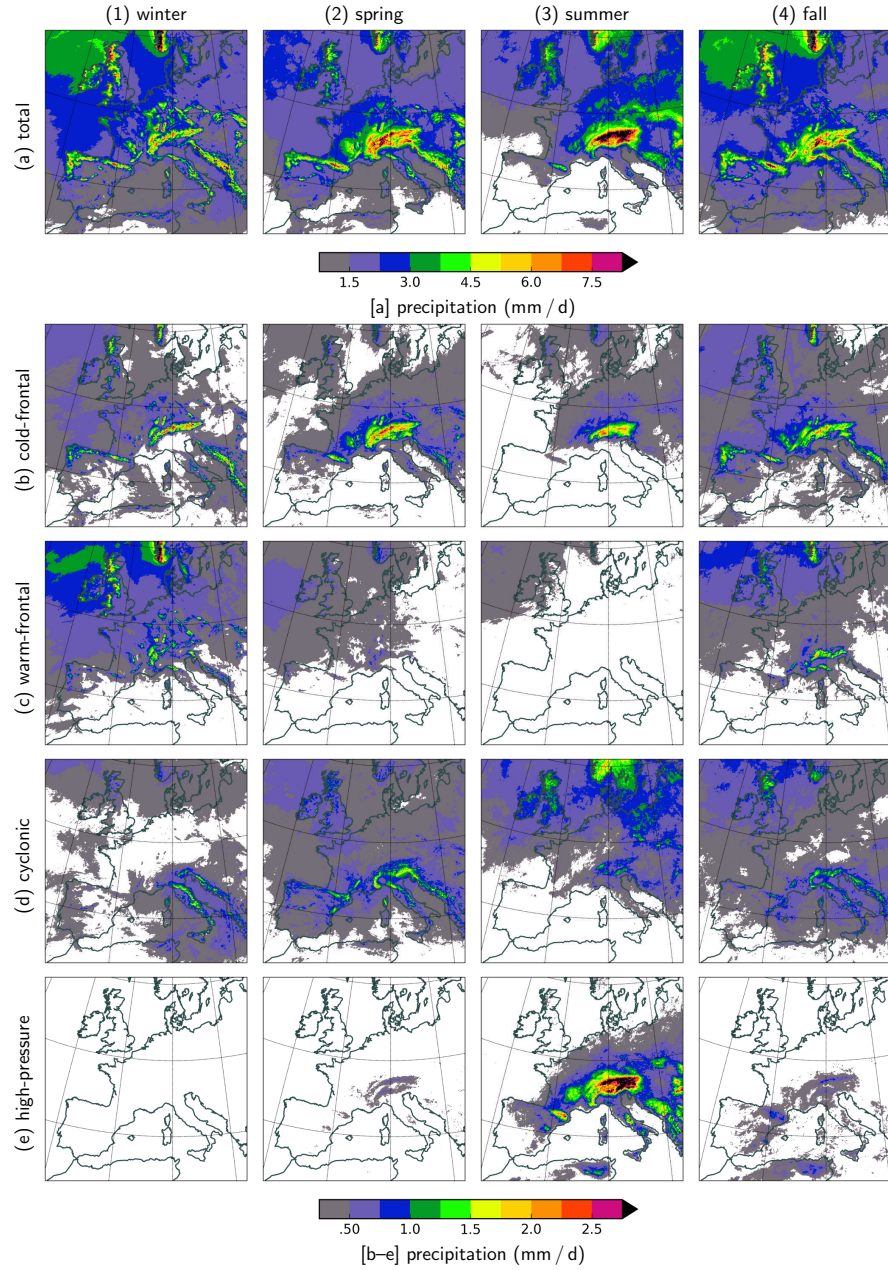 (1) winter (2) spring (3) summer (4) fall
(a) total
1.5 3.0 4.5 6.0 7.5
[a] precipitation (mm / d)
(b) cold-frontal
(c) warm-frontal
(d) cyclonic
(e) high-pressure
.50 1.0 1.5 2.0 2.5
[b–e] precipitation (mm / d)